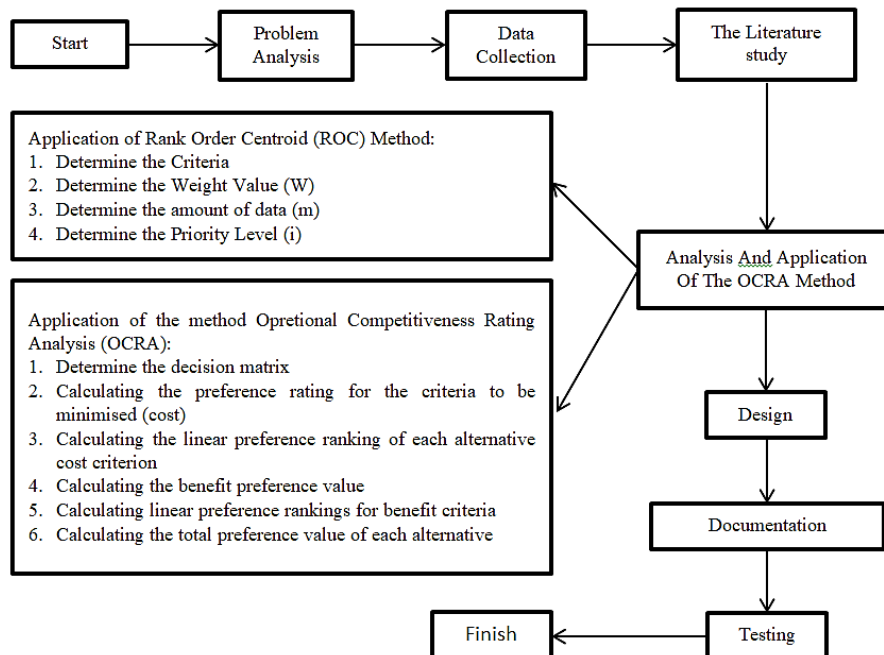 Start
Problem
Analysis
Data
Collection
The Literature
study
Application of Rank Order Centroid (ROC) Method:
1. Determine the Criteria
2. Determine the Weight Value (W)
3. Determine the amount of data (m)
4. Determine the Priority Level (i)
Analysis And Application
Of The OCRA Method
Application of the method Opretional Competitiveness Rating
Analysis (OCRA):
1. Determine the decision matrix
2. Calculating the preference rating for the criteria to be
minimised (cost)
3. Calculating the linear preference ranking of each alternative
cost criterion
4. Calculating the benefit preference value
5. Calculating linear preference rankings for benefit criteria
6. Calculating the total preference value of each alternative
Design
Documentation
Testing
Finish